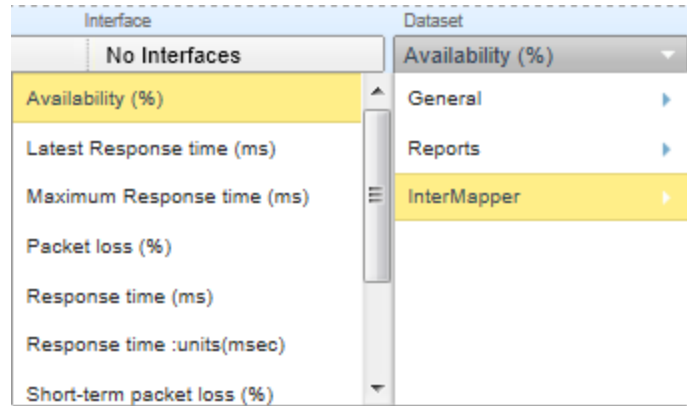 Interface
Dataset
No Interfaces
Availability (%)
Availability (%)
General
Latest Response time (ms)
Reports
Maximum Response time (ms)
InterMapper
Packet loss (%)
Response time (ms)
Response time :units(msec)
Short-term packet loss (%)